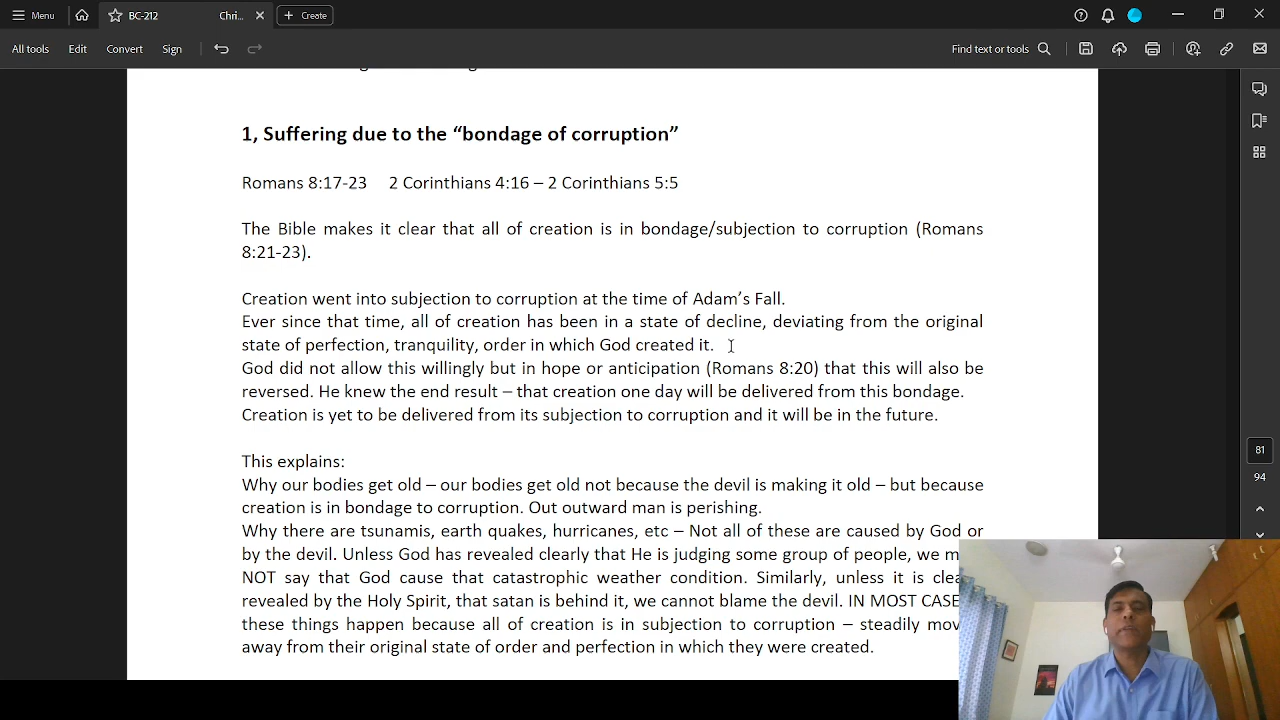 Menu
BC-212
Chri...
Create
All tools Edit Convert Sign
Find text or tools
1, Suffering due to the “bondage of corruption”
Romans 8:17-23 2 Corinthians 4:16 – 2 Corinthians 5:5
The Bible makes it clear that all of creation is in bondage/subjection to corruption (Romans
8:21-23).
Creation went into subjection to corruption at the time of Adam’s Fall.
Ever since that time, all of creation has been in a state of decline, deviating from the original
state of perfection, tranquility, order in which God created it.
God did not allow this willingly but in hope or anticipation (Romans 8:20) that this will also be
reversed. He knew the end result – that creation one day will be delivered from this bondage.
Creation is yet to be delivered from its subjection to corruption and it will be in the future.
This explains:
Why our bodies get old – our bodies get old not because the devil is making it old – but because
creation is in bondage to corruption. Out outward man is perishing.
Why there are tsunamis, earth quakes, hurricanes, etc – Not all of these are caused by God or
by the devil. Unless God has revealed clearly that He is judging some group of people, we
NOT say that God cause that catastrophic weather condition. Similarly, unless it is
revealed by the Holy Spirit, that satan is behind it, we cannot blame the devil. IN MOST
these things happen because all of creation is in subjection to corruption – steadily
away from their original state of order and perfection in which they were created.
81
94